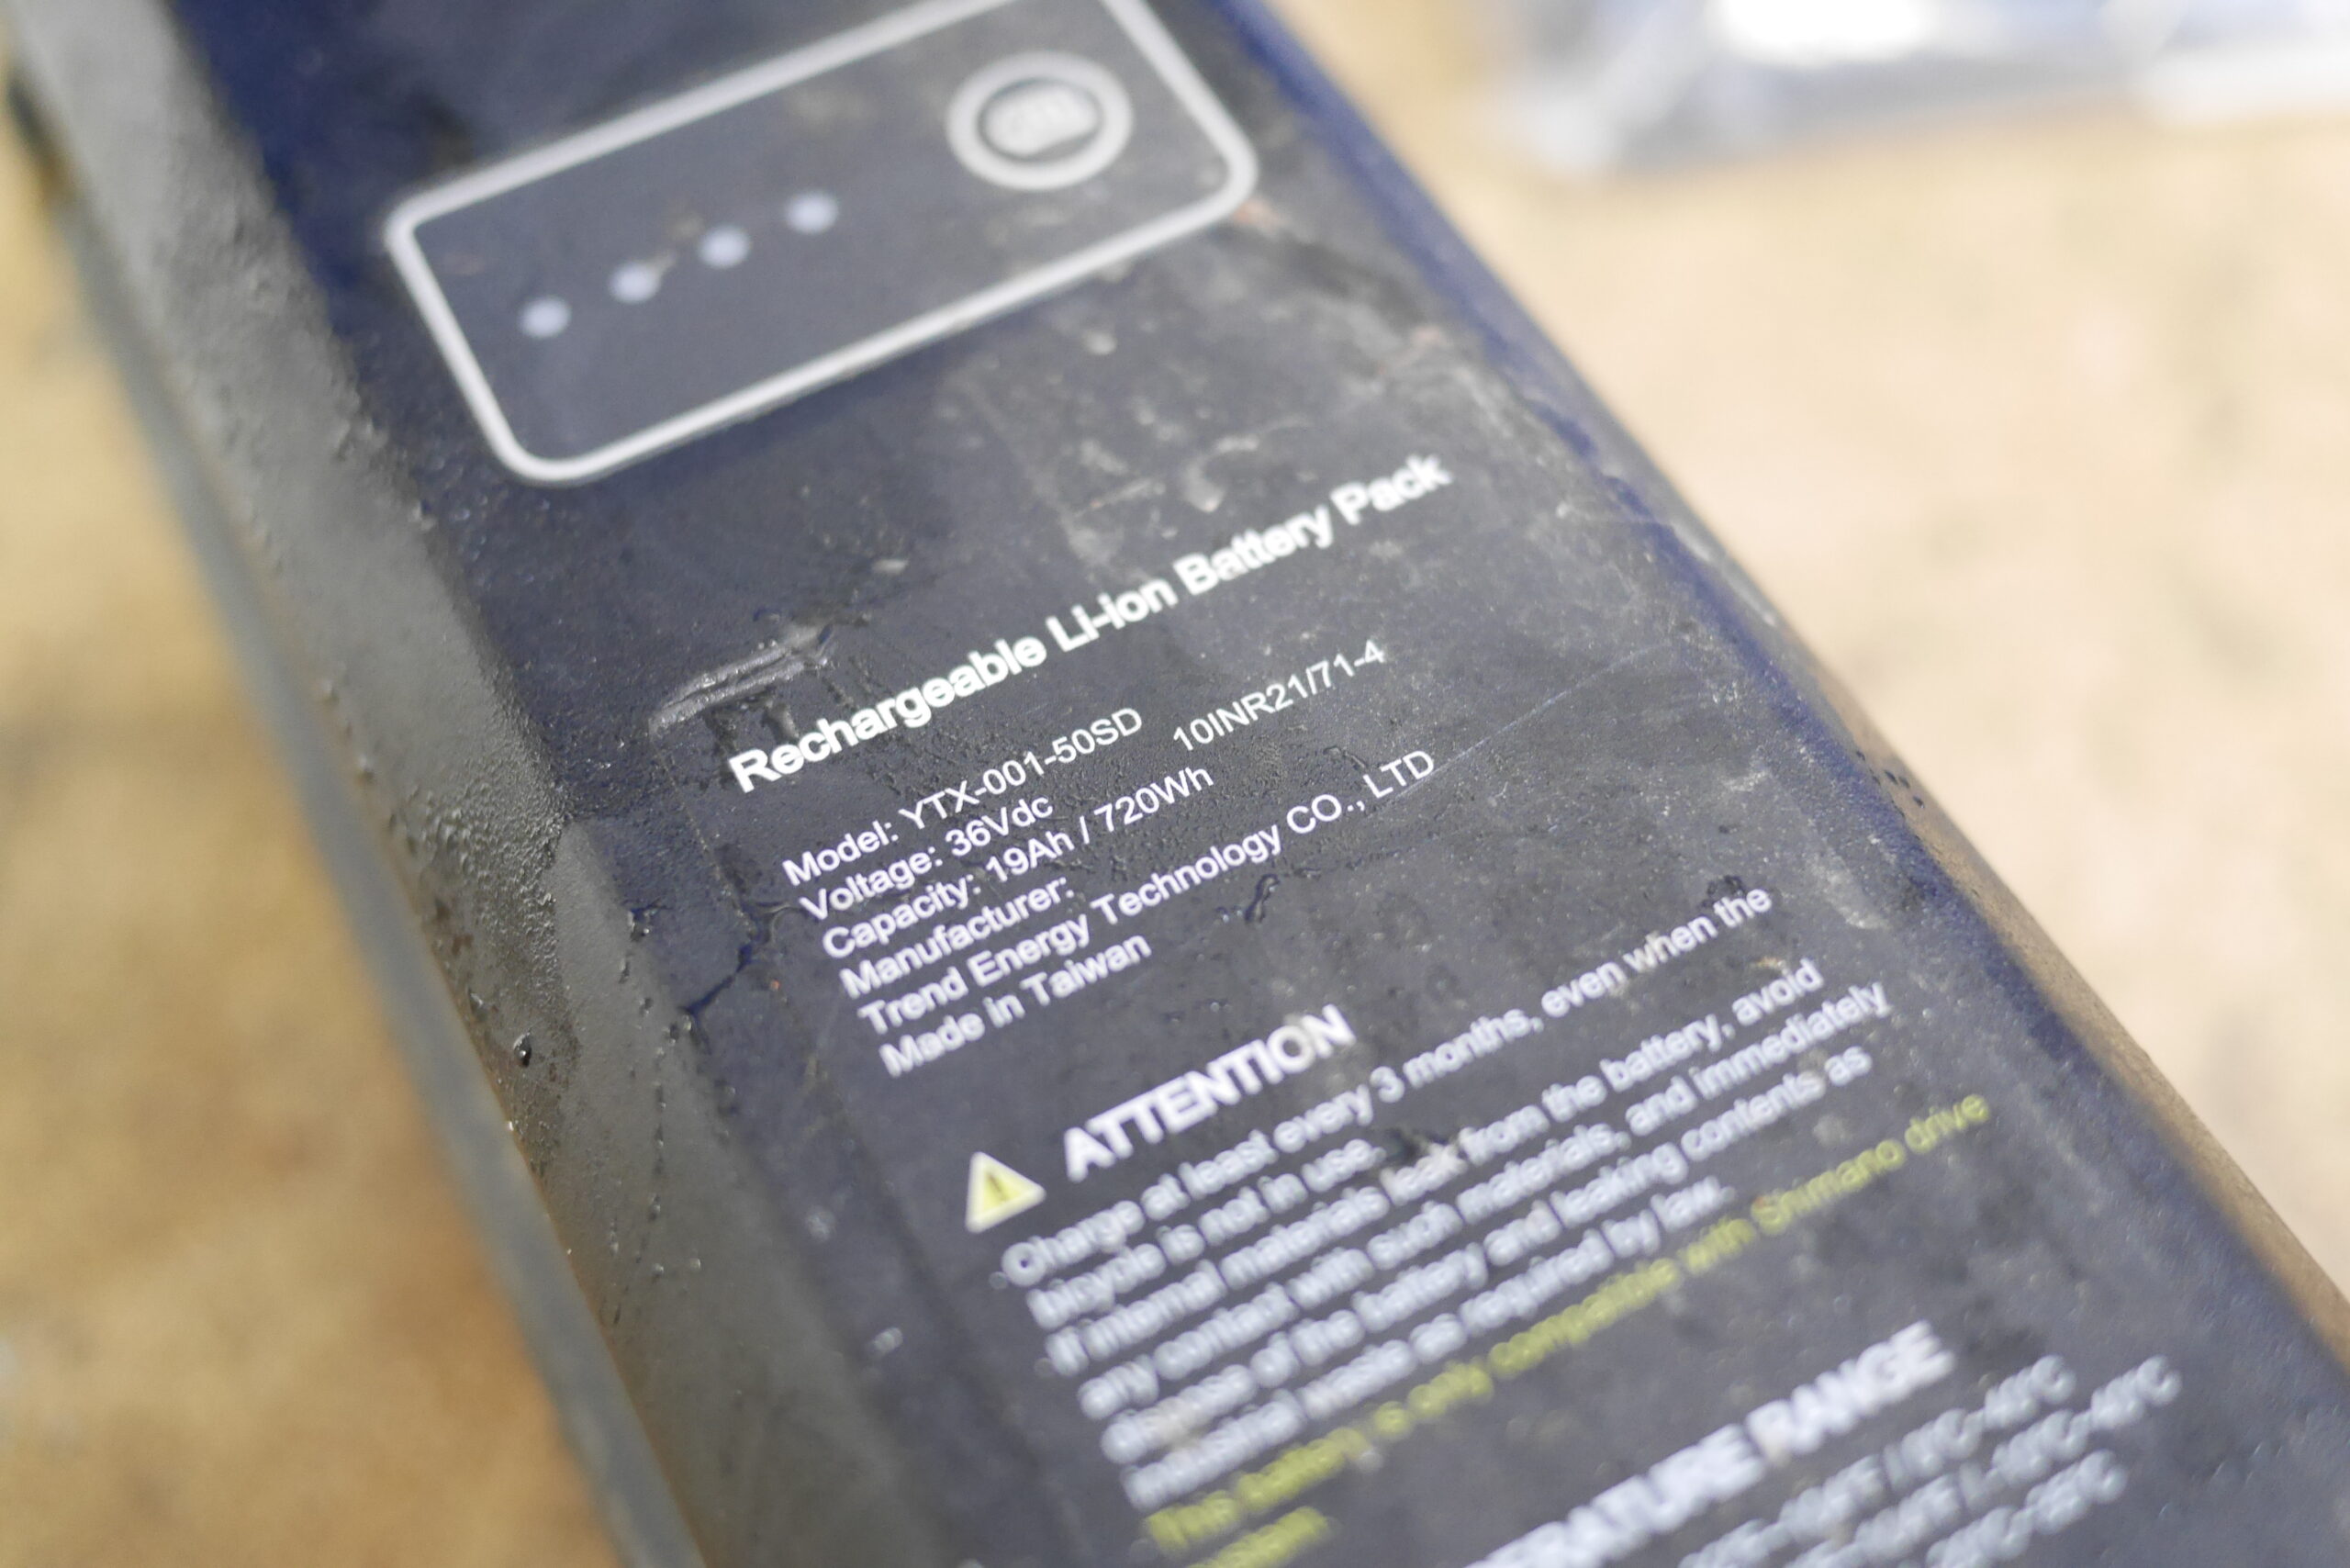 Rechargeable Li-ion Battery Pack
Model: YTX-001-50SD 10INR21/71-4
Voltage: 36Vdc
Capacity: 19Ah / 720Wh
Manufacturer:
Trend Energy Technology CO., LTD
Made in Taiwan
ATTENTION
Charge at least every 3 months, even when the
bicycle is not in use.
If internal materials leak from the battery, avoid
any contact with such materials, and immediately
dispose of the battery and leaking contents as
industrial waste as required by law.
This battery is only compatible with Shimano drive
RATURE RANGE